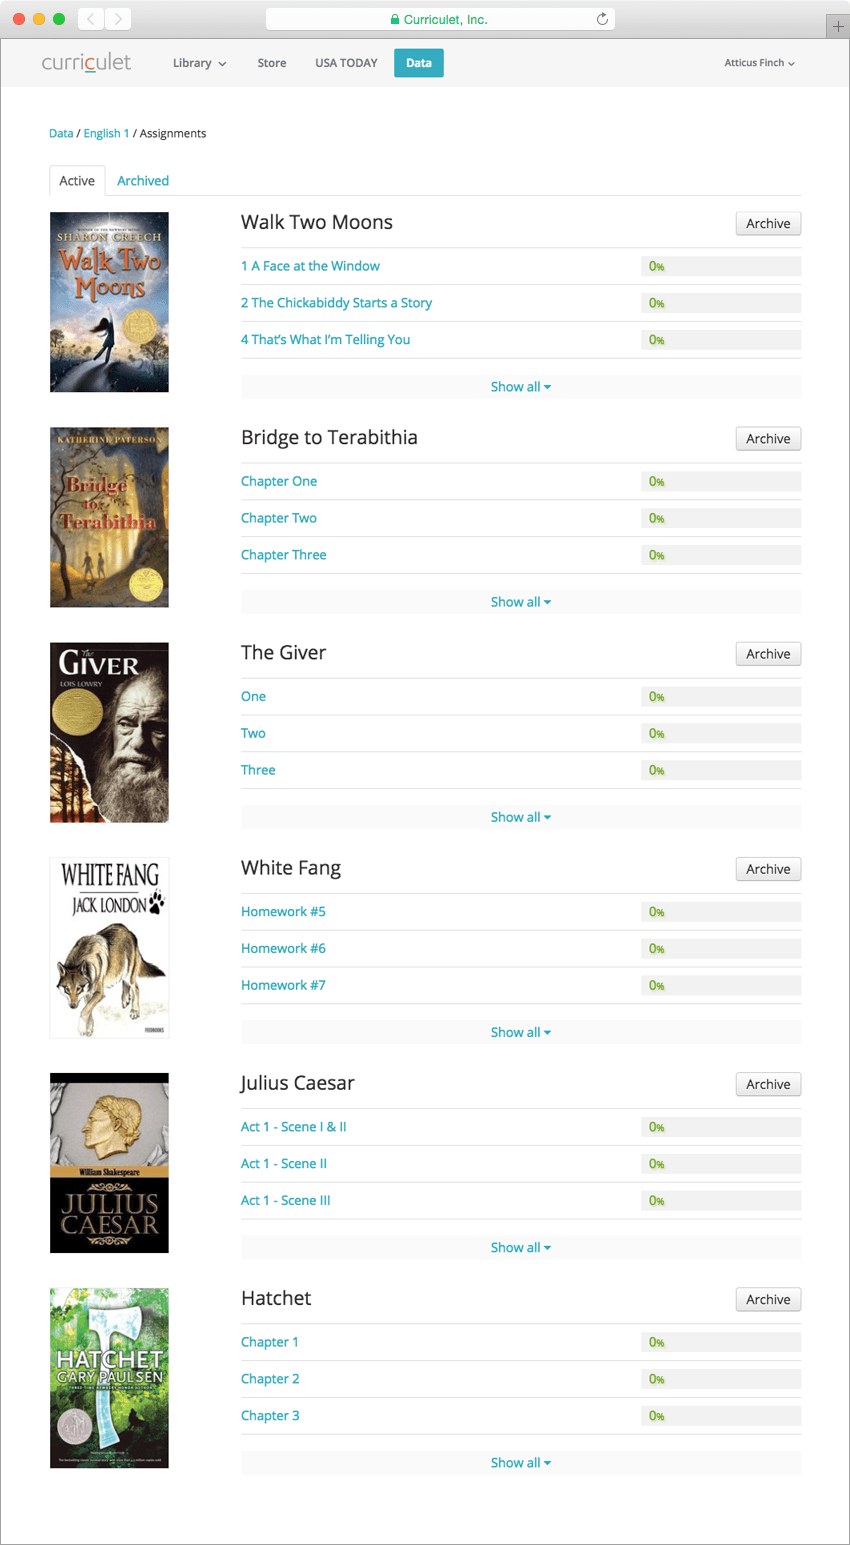 Curriculet, Inc.
curriculet Library Store USA TODAY Data Atticus Finch
Data / English 1 / Assignments
Active Archived
SHARON CREECH
Walk Two
Moons
Walk Two Moons Archive
1 A Face at the Window 0%
2 The Chickabiddy Starts a Story 0%
4 That's What I'm Telling You 0%
Show all
KATHERINE PATERSON
Bridge
to
Terabithia
Bridge to Terabithia Archive
Chapter One 0%
Chapter Two 0%
Chapter Three 0%
Show all
The
GIVER
LOIS LOWRY
The Giver Archive
One 0%
Two 0%
Three 0%
Show all
WHITE FANG
JACK LONDON
FEEDBOOKS
White Fang Archive
Homework #5 0%
Homework #6 0%
Homework #7 0%
Show all
William Shakespeare
JULIUS
CAESAR
Julius Caesar Archive
Act 1 - Scene I & II 0%
Act 1 - Scene II 0%
Act 1 - Scene III 0%
Show all
HATCHET
GARY PAULSEN
THREE-TIME NEWBERY HONOR AUTHOR
Hatchet Archive
Chapter 1 0%
Chapter 2 0%
Chapter 3 0%
Show all